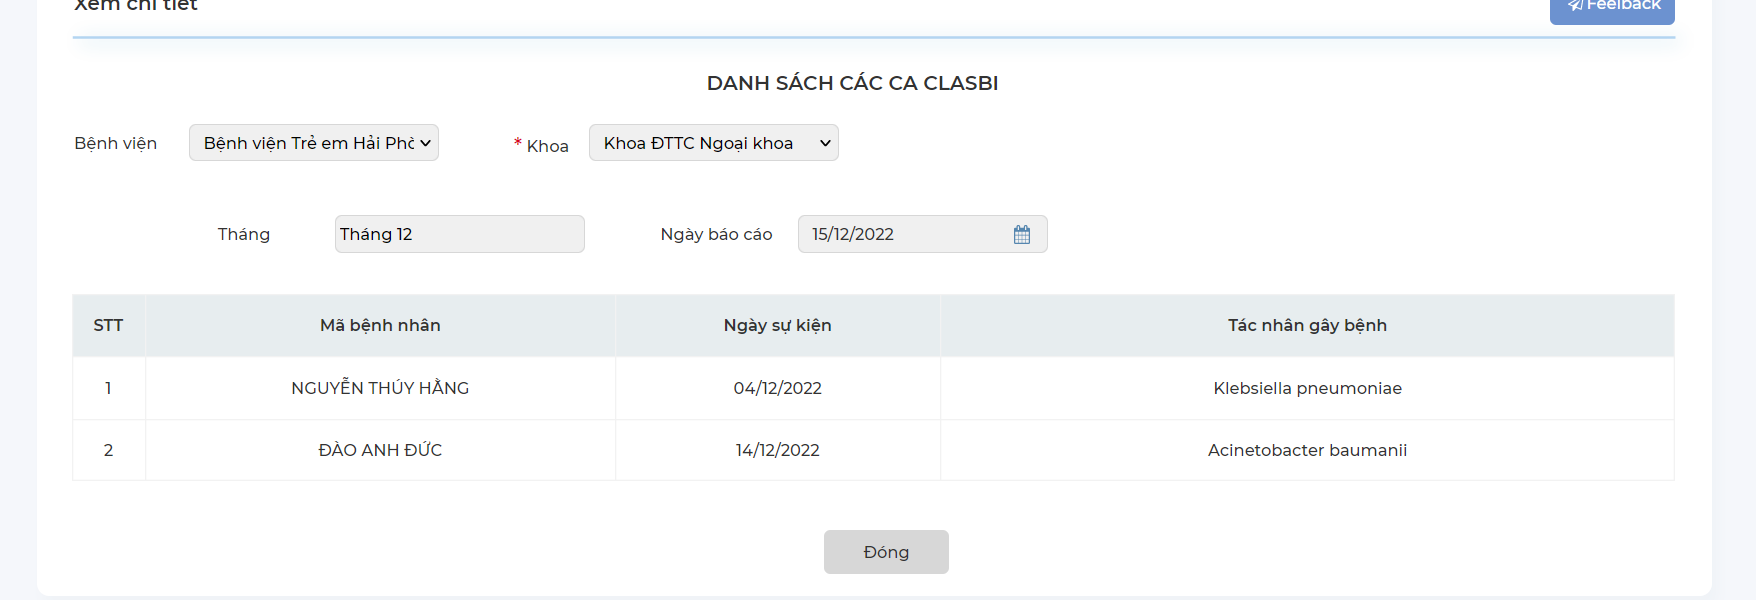 Xem chi tiết
Feelback
DANH SÁCH CÁC CA CLASBI
Bệnh viện Bệnh viện Trẻ em Hải Phò * Khoa Khoa ĐTTC Ngoại khoa
Tháng Tháng 12 Ngày báo cáo 15/12/2022
STT Mã bệnh nhân Ngày sự kiện Tác nhân gây bệnh
1 NGUYỄN THÚY HẰNG 04/12/2022 Klebsiella pneumoniae
2 ĐÀO ANH ĐỨC 14/12/2022 Acinetobacter baumanii
Đóng